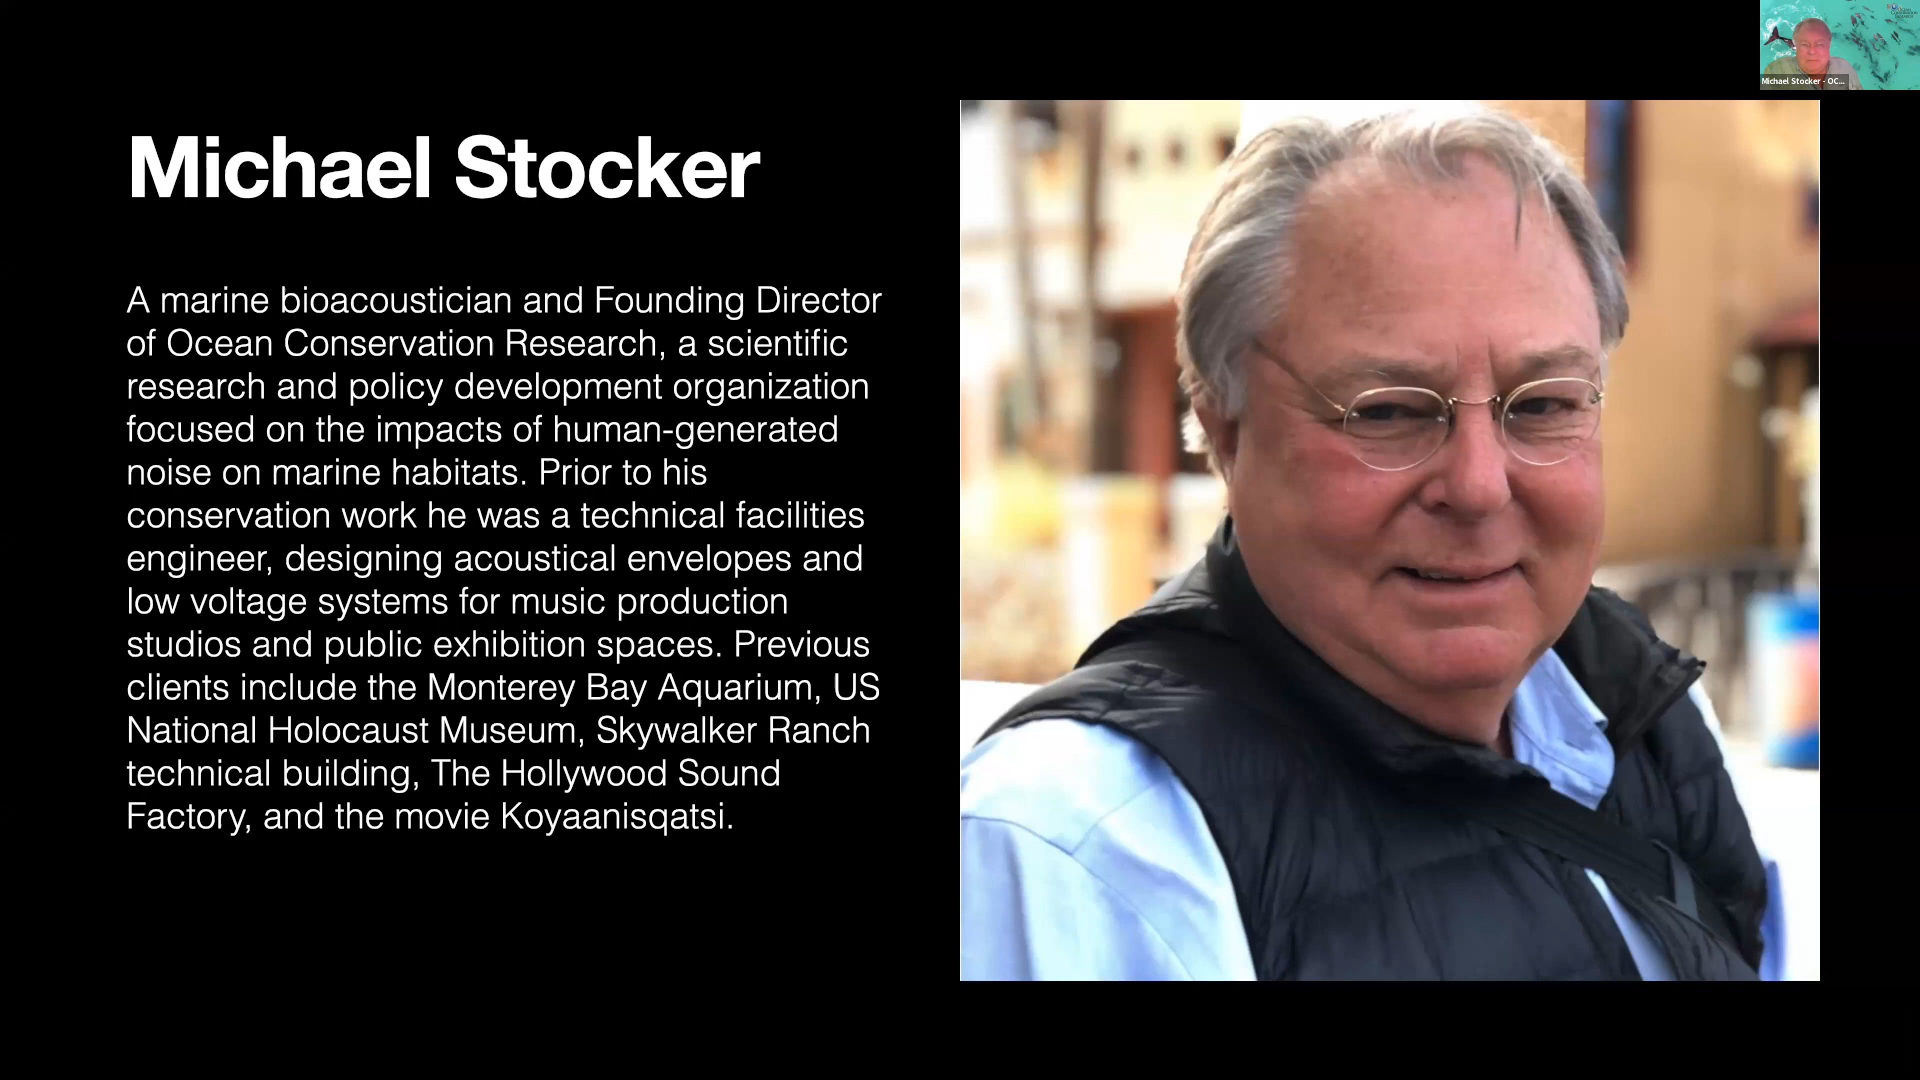 Michael Stocker
A marine bioacoustician and Founding Director
of Ocean Conservation Research, a scientific
research and policy development organization
focused on the impacts of human-generated
noise on marine habitats. Prior to his
conservation work he was a technical facilities
engineer, designing acoustical envelopes and
low voltage systems for music production
studios and public exhibition spaces. Previous
clients include the Monterey Bay Aquarium, US
National Holocaust Museum, Skywalker Ranch
technical building, The Hollywood Sound
Factory, and the movie Koyaanisqatsi.
Michael Stocker - OC...